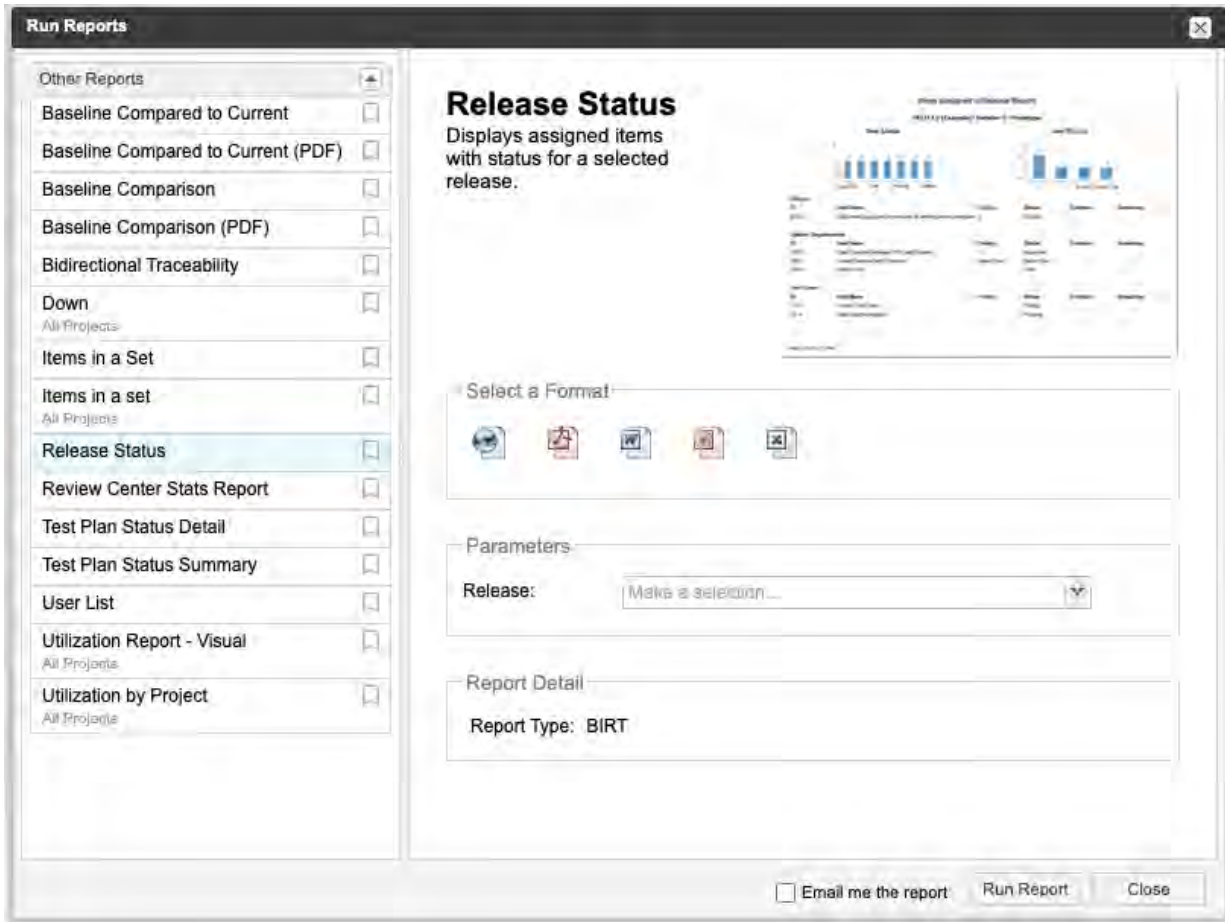 Run Reports
Other Reports
Baseline Compared to Current
Baseline Compared to Current (PDF)
Baseline Comparison
Baseline Comparison (PDF)
Bidirectional Traceability
Down
All Projects
Items in a Set
Items in a set
All Projects
Release Status
Review Center Stats Report
Test Plan Status Detail
Test Plan Status Summary
User List
Utilization Report - Visual
All Projects
Utilization by Project
All Projects
Release Status
Displays assigned items
with status for a selected
release.
Select a Format
Parameters
Release:
Make a selection...
Report Detail
Report Type: BIRT
Email me the report
Run Report
Close